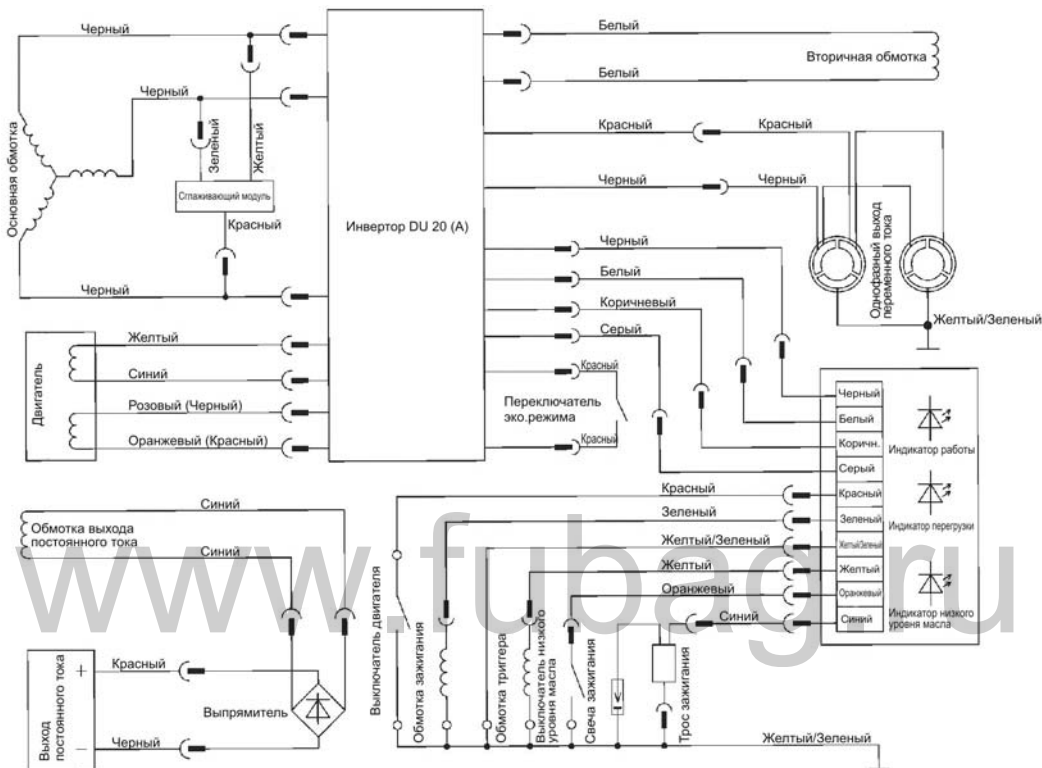 Черный
Белый
Вторичная обмотка
Белый
Черный
Зеленый
Желтый
Основная обмотка
Сглаживающий модуль
Красный
Черный
Инвертор DU 20 (А)
Красный
Красный
Черный
Черный
Однофазный выход
переменного тока
Желтый/Зеленый
Черный
Белый
Коричневый
Серый
Красный
Переключатель
эко.режима
Красный
Двигатель
Желтый
Синий
Розовый (Черный)
Оранжевый (Красный)
Черный
Белый
Коричн.
Серый
Красный
Зеленый
Желтый/Зеленый
Желтый
Оранжевый
Синий
Индикатор работы
Индикатор перегрузки
Индикатор низкого
уровня масла
Красный
Зеленый
Желтый/Зеленый
Желтый
Оранжевый
Синий
Синий
Обмотка выхода
постоянного тока
Синий
www.fubag.ru
Выключатель двигателя
Обмотка зажигания
Обмотка триггера
Выключатель низкого
уровня масла
Свеча зажигания
Трос зажигания
Выход
постоянного тока
+
−
Красный
Выпрямитель
Черный
Желтый/Зеленый